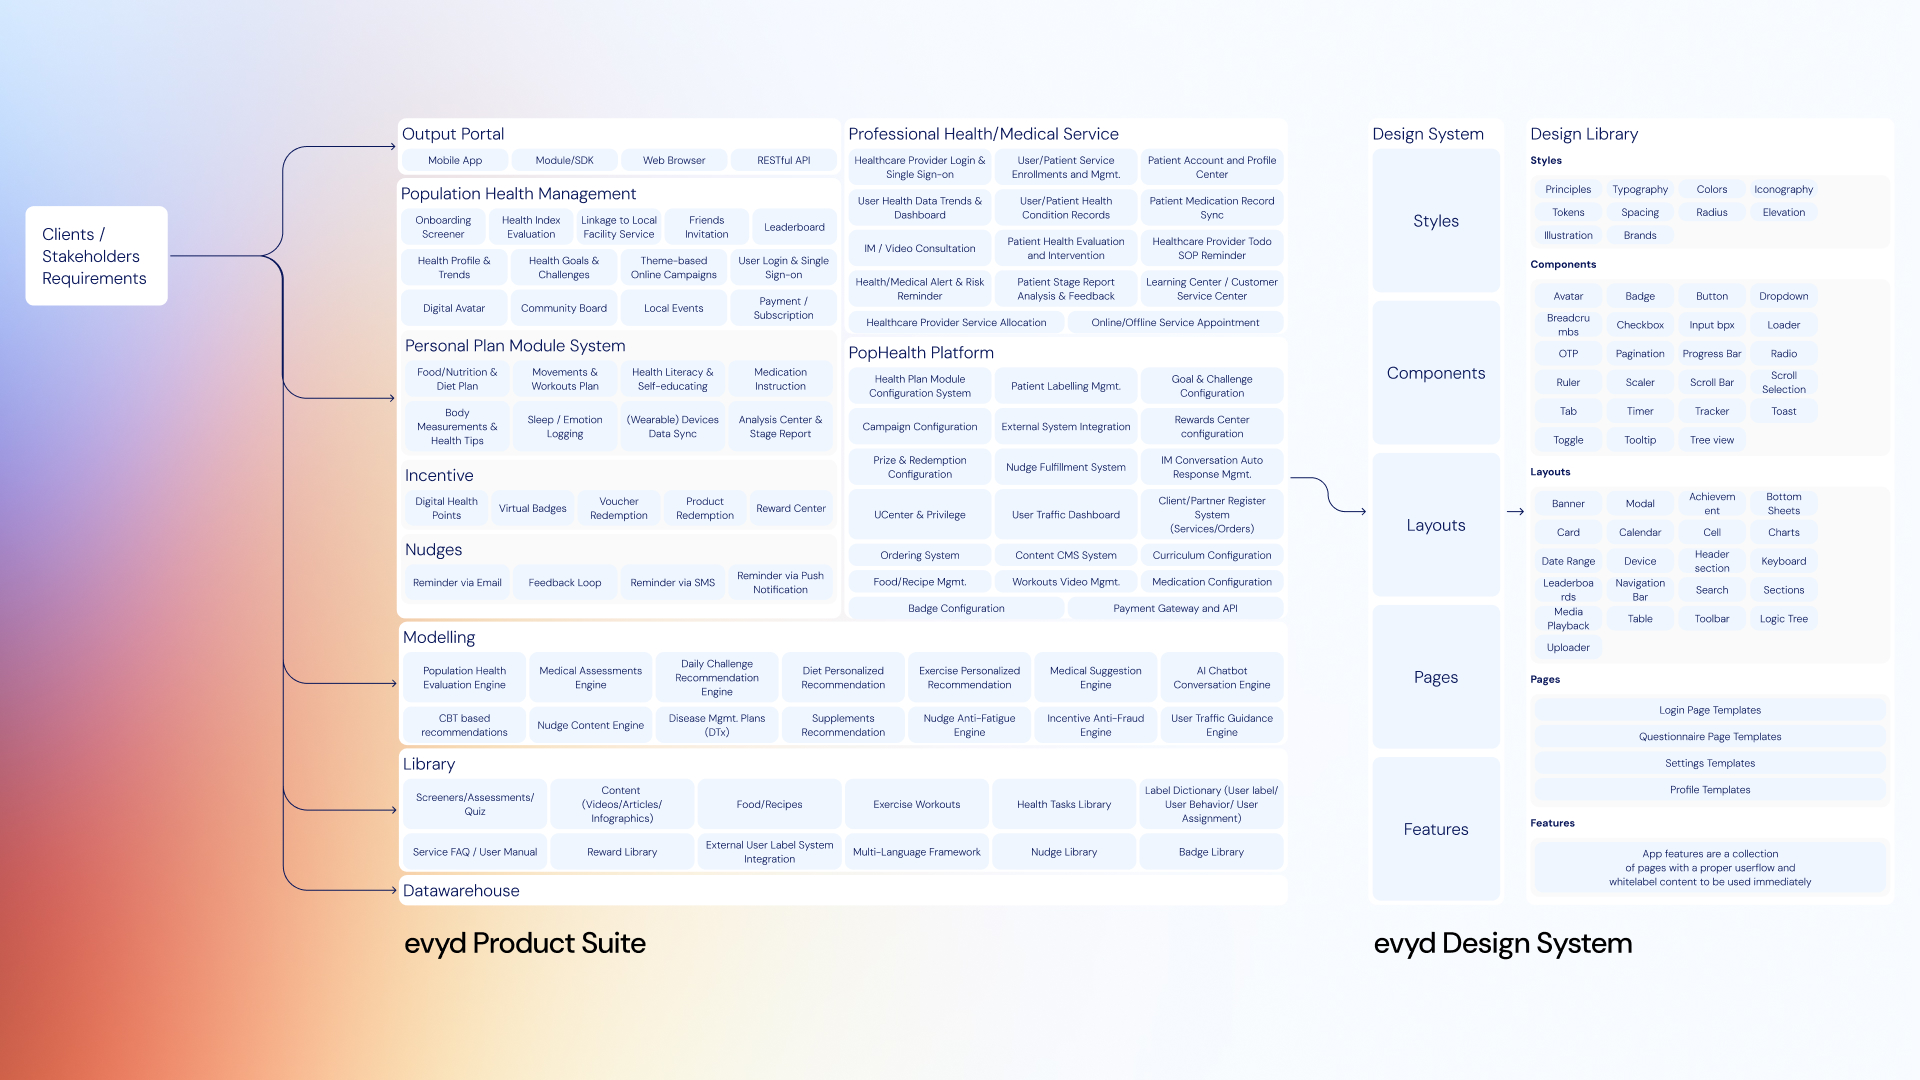 Clients /
Stakeholders
Requirements
Output Portal
Mobile App
Module/SDK
Web Browser
RESTful API
Population Health Management
Onboarding
Screener
Health Index
Evaluation
Linkage to Local
Facility Service
Friends
Invitation
Leaderboard
Health Profile &
Trends
Health Goals &
Challenges
Theme-based
Online Campaigns
User Login & Single
Sign-on
Digital Avatar
Community Board
Local Events
Payment /
Subscription
Personal Plan Module System
Food/Nutrition &
Diet Plan
Movements &
Workouts Plan
Health Literacy &
Self-educating
Medication
Instruction
Body
Measurements &
Health Tips
Sleep / Emotion
Logging
(Wearable) Devices
Data Sync
Analysis Center &
Stage Report
Incentive
Digital Health
Points
Virtual Badges
Voucher
Redemption
Product
Redemption
Reward Center
Nudges
Reminder via Email
Feedback Loop
Reminder via SMS
Reminder via Push
Notification
Professional Health/Medical Service
Healthcare Provider Login &
Single Sign-on
User/Patient Service
Enrollments and Mgmt.
Patient Account and Profile
Center
User Health Data Trends &
Dashboard
User/Patient Health
Condition Records
Patient Medication Record
Sync
IM / Video Consultation
Patient Health Evaluation
and Intervention
Healthcare Provider Todo
SOP Reminder
Health/Medical Alert & Risk
Reminder
Patient Stage Report
Analysis & Feedback
Learning Center / Customer
Service Center
Healthcare Provider Service Allocation
Online/Offline Service Appointment
PopHealth Platform
Health Plan Module
Configuration System
Patient Labelling Mgmt.
Goal & Challenge
Configuration
Campaign Configuration
External System Integration
Rewards Center
configuration
Prize & Redemption
Configuration
Nudge Fulfillment System
IM Conversation Auto
Response Mgmt.
UCenter & Privilege
User Traffic Dashboard
Client/Partner Register
System
(Services/Orders)
Ordering System
Content CMS System
Curriculum Configuration
Food/Recipe Mgmt.
Workouts Video Mgmt.
Medication Configuration
Badge Configuration
Payment Gateway and API
Modelling
Population Health
Evaluation Engine
Medical Assessments
Engine
Daily Challenge
Recommendation
Engine
Diet Personalized
Recommendation
Exercise Personalized
Recommendation
Medical Suggestion
Engine
AI Chatbot
Conversation Engine
CBT based
recommendations
Nudge Content Engine
Disease Mgmt. Plans
(DTx)
Supplements
Recommendation
Nudge Anti-Fatigue
Engine
Incentive Anti-Fraud
Engine
User Traffic Guidance
Engine
Library
Screeners/Assessments/
Quiz
Content
(Videos/Articles/
Infographics)
Food/Recipes
Exercise Workouts
Health Tasks Library
Label Dictionary (User label/
User Behavior/ User
Assignment)
Service FAQ / User Manual
Reward Library
External User Label System
Integration
Multi-Language Framework
Nudge Library
Badge Library
Datawarehouse
evyd Product Suite
Design System
Styles
Components
Layouts
Pages
Features
Design Library
Styles
Principles
Typography
Colors
Iconography
Tokens
Spacing
Radius
Elevation
Illustration
Brands
Components
Avatar
Badge
Button
Dropdown
Breadcru
mbs
Checkbox
Input bpx
Loader
OTP
Pagination
Progress Bar
Radio
Ruler
Scaler
Scroll Bar
Scroll
Selection
Tab
Timer
Tracker
Toast
Toggle
Tooltip
Tree view
Layouts
Banner
Modal
Achievem
ent
Bottom
Sheets
Card
Calendar
Cell
Charts
Date Range
Device
Header
section
Keyboard
Leaderboa
rds
Navigation
Bar
Search
Sections
Media
Playback
Table
Toolbar
Logic Tree
Uploader
Pages
Login Page Templates
Questionnaire Page Templates
Settings Templates
Profile Templates
Features
App features are a collection
of pages with a proper userflow and
whitelabel content to be used immediately
evyd Design System